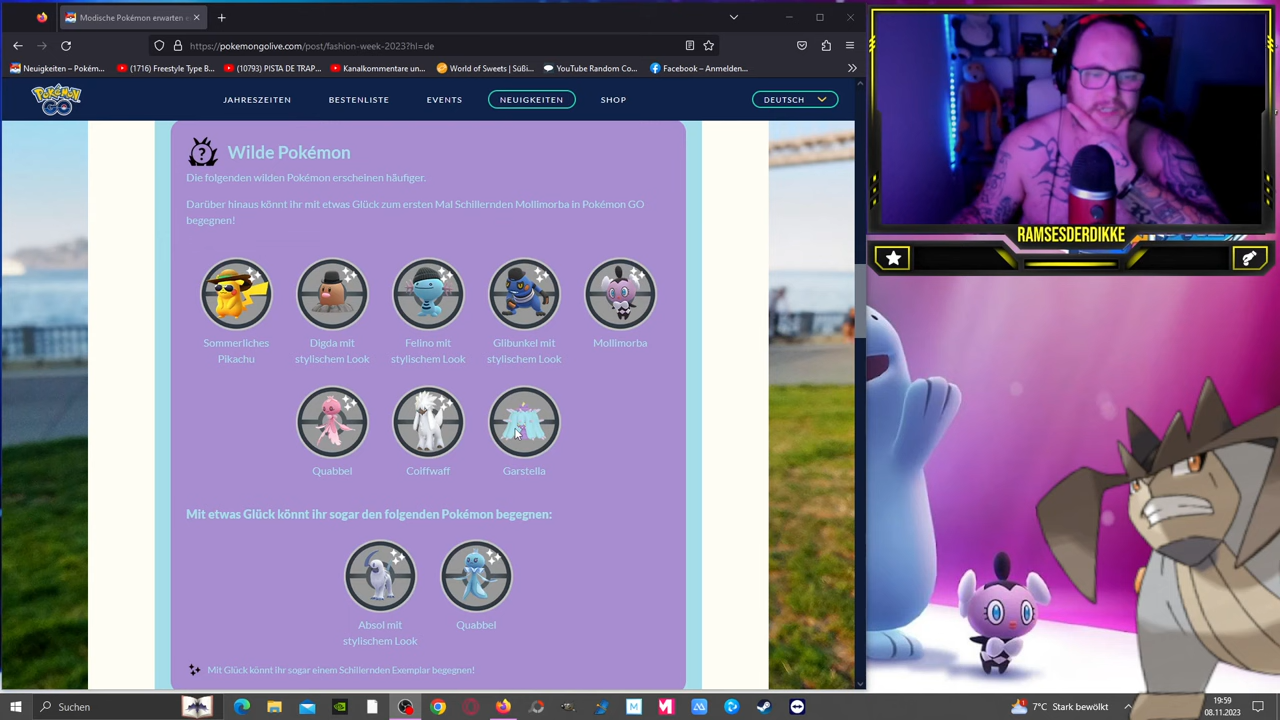 Modische Pokémon erwarten e
https://pokemongolive.com/post/fashion-week-2023?hl=de
Neuigkeiten – Pokém...
(1716) Freestyle Type B...
(10793) PISTA DE TRAP...
Kanalkommentare un...
World of Sweets | Süßi...
YouTube Random Co...
Facebook – Anmelden...
POKÉMON GO
JAHRESZEITEN
BESTENLISTE
EVENTS
NEUIGKEITEN
SHOP
DEUTSCH
Wilde Pokémon
Die folgenden wilden Pokémon erscheinen häufiger.
Darüber hinaus könnt ihr mit etwas Glück zum ersten Mal Schillernden Mollimorba in Pokémon GO
begegnen!
Sommerliches
Pikachu
Digda mit
stylischem Look
Felino mit
stylischem Look
Glibunkel mit
stylischem Look
Mollimorba
Quabbel
Coiffwaff
Garstella
Mit etwas Glück könnt ihr sogar den folgenden Pokémon begegnen:
Absol mit
stylischem Look
Quabbel
Mit Glück könnt ihr sogar einem Schillernden Exemplar begegnen!
RAMSESDERDIKKE
Suchen
7°C Stark bewölkt
19:59
08.11.2023